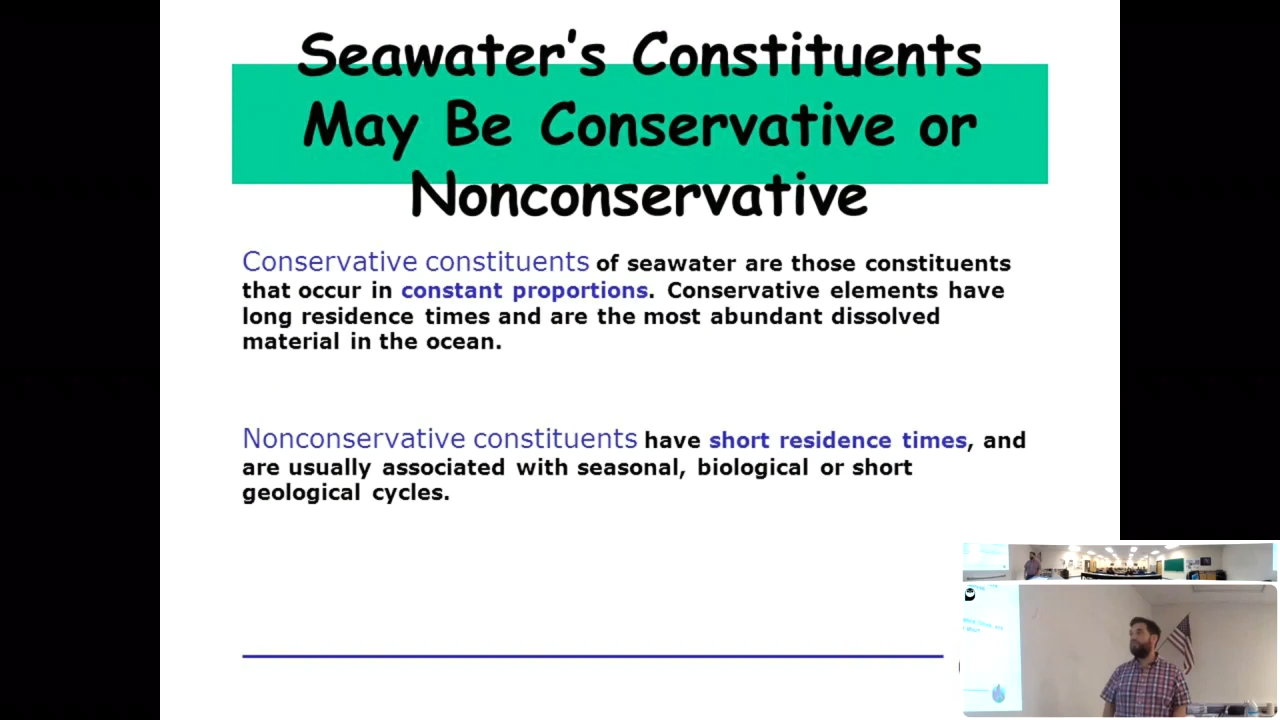 Seawater’s Constituents
May Be Conservative or
Nonconservative
Conservative constituents of seawater are those constituents
that occur in constant proportions. Conservative elements have
long residence times and are the most abundant dissolved
material in the ocean.
Nonconservative constituents have short residence times, and
are usually associated with seasonal, biological or short
geological cycles.